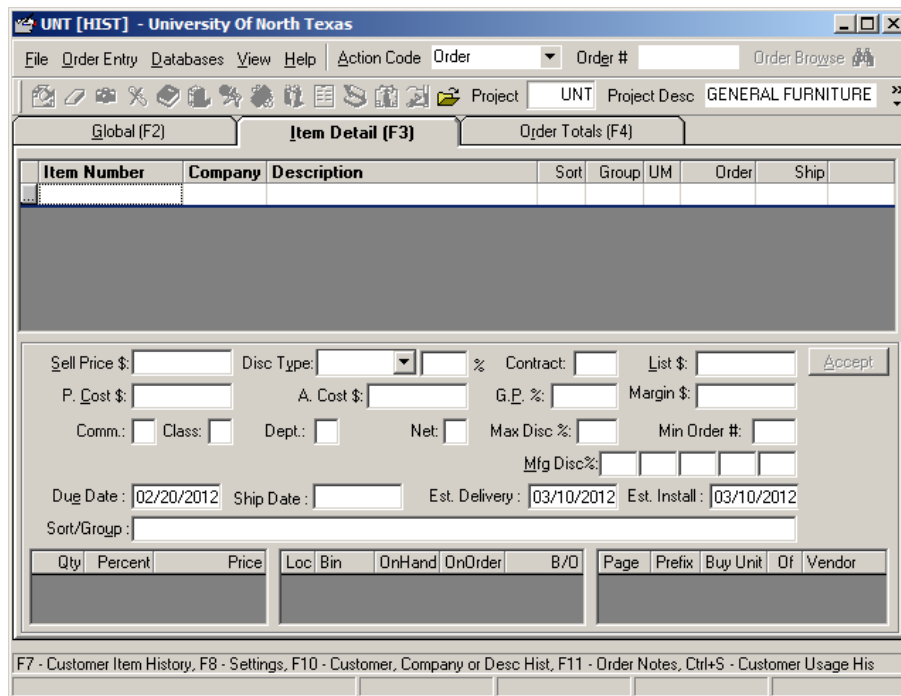 UNT [HIST] - University Of North Texas
File Order Entry Databases View Help Action Code Order Order # Order Browse
Project UNT Project Desc GENERAL FURNITURE »
Global (F2) Item Detail (F3) Order Totals (F4)
Item Number Company Description Sort Group UM Order Ship
...
Sell Price $: Disc Type: % Contract: List $: Accept
P. Cost $: A. Cost $: G.P. %: Margin $:
Comm.: Class: Dept.: Net: Max Disc %: Min Order #:
Mfg Disc%:
Due Date : 02/20/2012 Ship Date : Est. Delivery : 03/10/2012 Est. Install : 03/10/2012
Sort/Group :
Qty Percent Price Loc Bin OnHand OnOrder B/O Page Prefix Buy Unit Of Vendor
F7 - Customer Item History, F8 - Settings, F10 - Customer, Company or Desc Hist, F11 - Order Notes, Ctrl+S - Customer Usage His